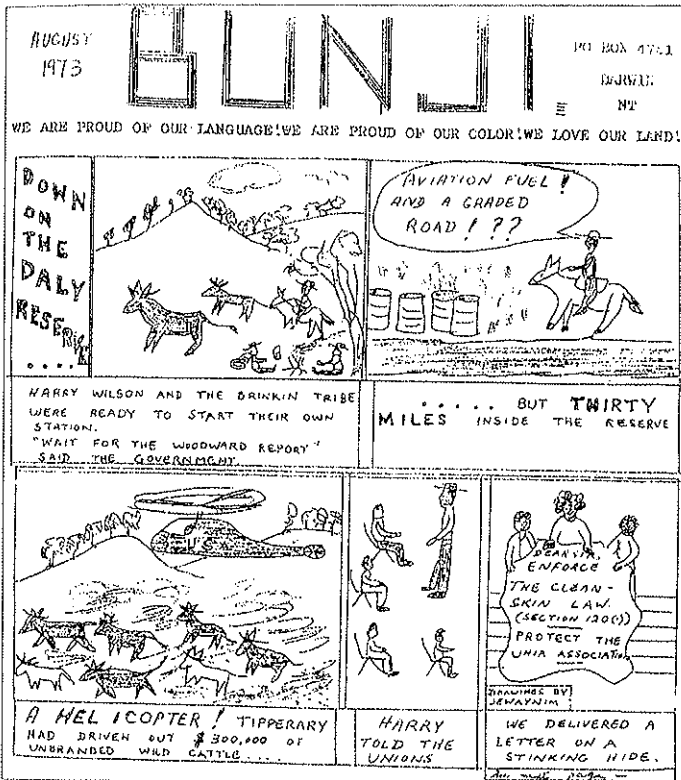 AUGUST
1973
BUNJI.
PO BOX 4751
DARWIN
NT
WE ARE PROUD OF OUR LANGUAGE!WE ARE PROUD OF OUR COLOR!WE LOVE OUR LAND!
DOWN
ON
THE
DALY
RESERVE
....
AVIATION FUEL!
AND A GRADED
ROAD!??
HARRY WILSON AND THE BRINKIN TRIBE
WERE READY TO START THEIR OWN
STATION.
"WAIT FOR THE WOODWARD REPORT"
SAID THE GOVERNMENT.
..... BUT THIRTY
MILES INSIDE THE RESERVE
A HELICOPTER! TIPPERARY
HAD DRIVEN OUT $300,000 OF
UNBRANDED WILD CATTLE....
HARRY
TOLD THE
UNIONS
DEAR SIR,
ENFORCE
THE CLEAN-
SKIN LAW.
(SECTION 120(1))
PROTECT THE
UNIA ASSOCIATION
DRAWINGS BY
JEWAYNIM
WE DELIVERED A
LETTER ON A
STINKING HIDE.